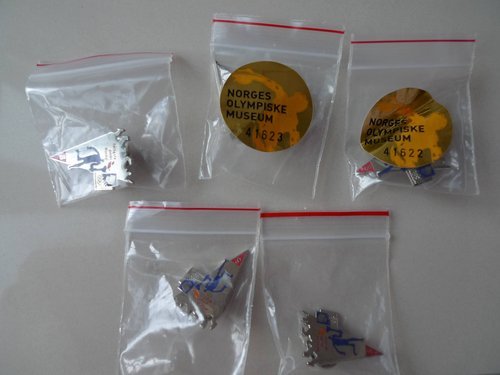 NORGES
OLYMPISKE
MUSEUM
41623
NORGES
OLYMPISKE
MUSEUM
41622